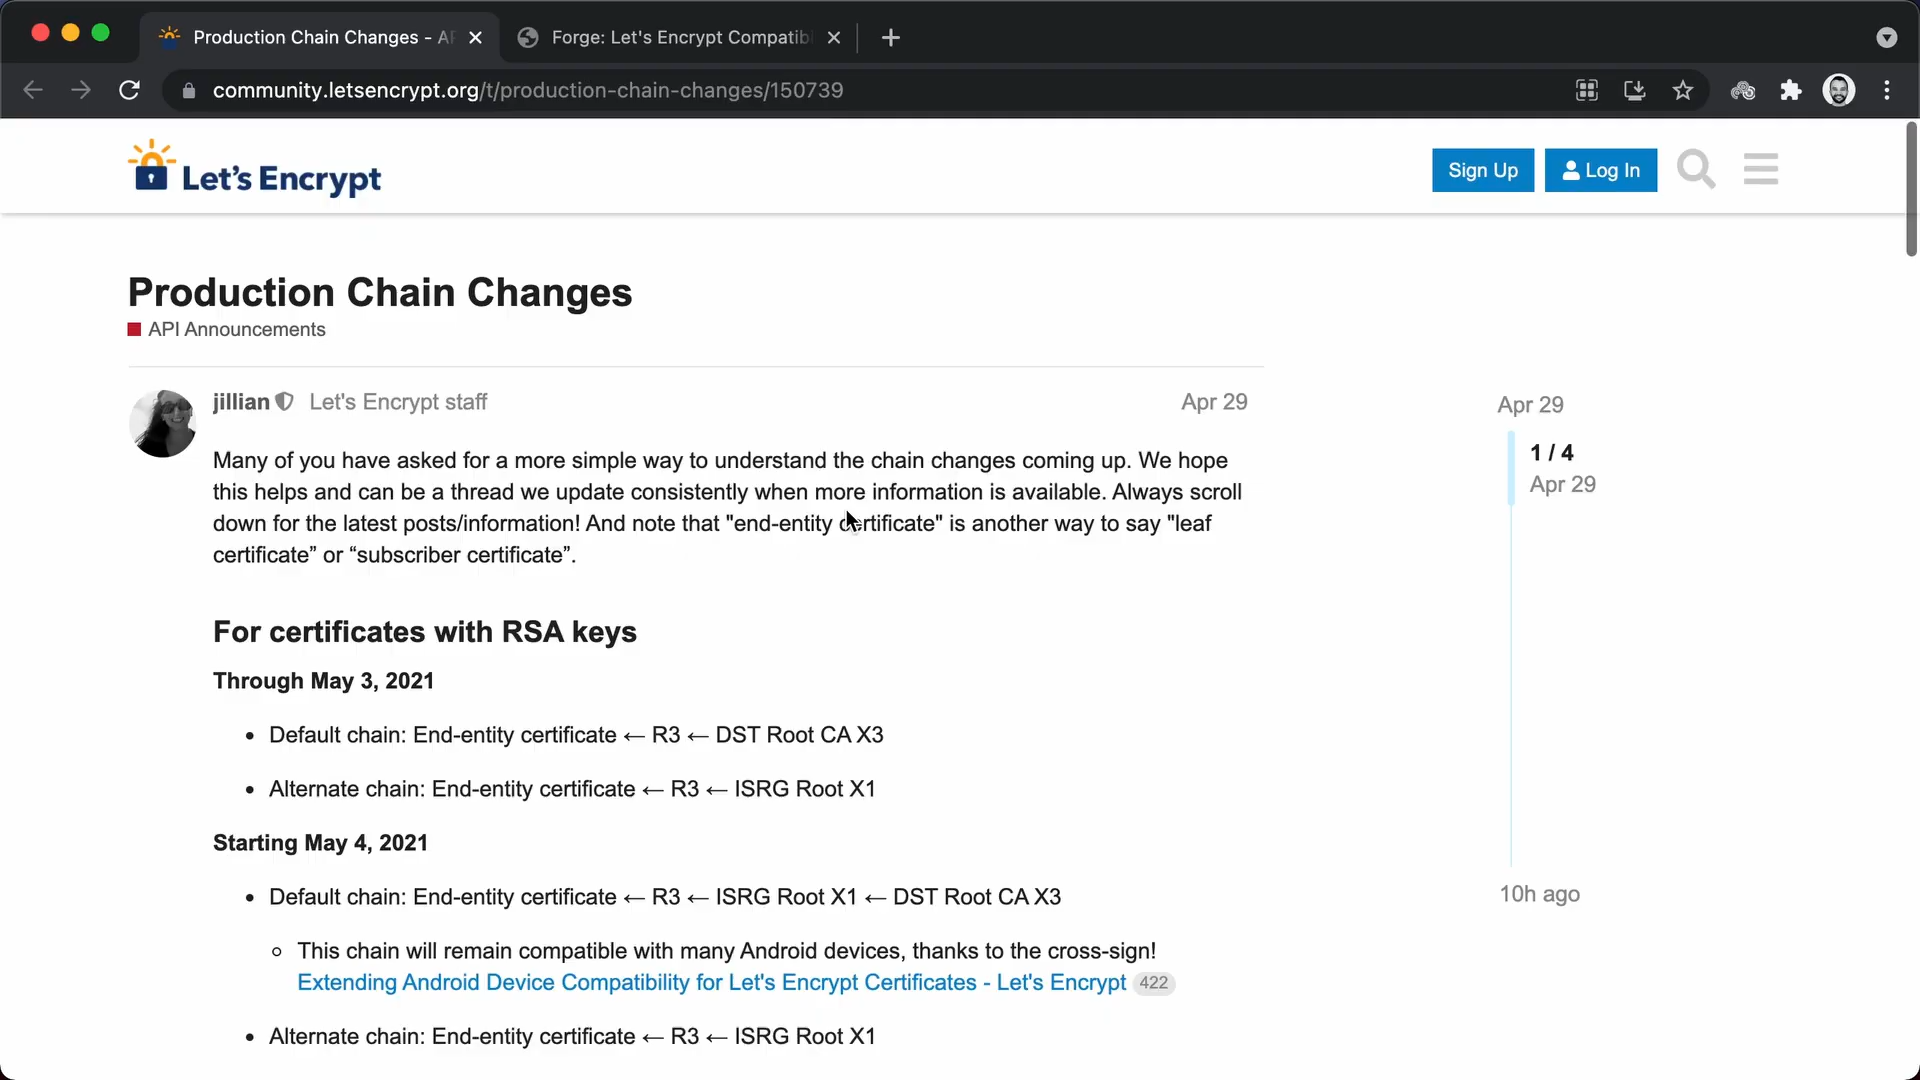 Production Chain Changes - AP
Forge: Let's Encrypt Compatib
community.letsencrypt.org/t/production-chain-changes/150739
Let's Encrypt
Sign Up
Log In
Production Chain Changes
API Announcements
jillian Let's Encrypt staff Apr 29
Many of you have asked for a more simple way to understand the chain changes coming up. We hope
this helps and can be a thread we update consistently when more information is available. Always scroll
down for the latest posts/information! And note that "end-entity certificate" is another way to say "leaf
certificate” or “subscriber certificate”.
For certificates with RSA keys
Through May 3, 2021
• Default chain: End-entity certificate ← R3 ← DST Root CA X3
• Alternate chain: End-entity certificate ← R3 ← ISRG Root X1
Starting May 4, 2021
• Default chain: End-entity certificate ← R3 ← ISRG Root X1 ← DST Root CA X3
◦ This chain will remain compatible with many Android devices, thanks to the cross-sign!
Extending Android Device Compatibility for Let's Encrypt Certificates - Let's Encrypt 422
• Alternate chain: End-entity certificate ← R3 ← ISRG Root X1
Apr 29
1 / 4
Apr 29
10h ago